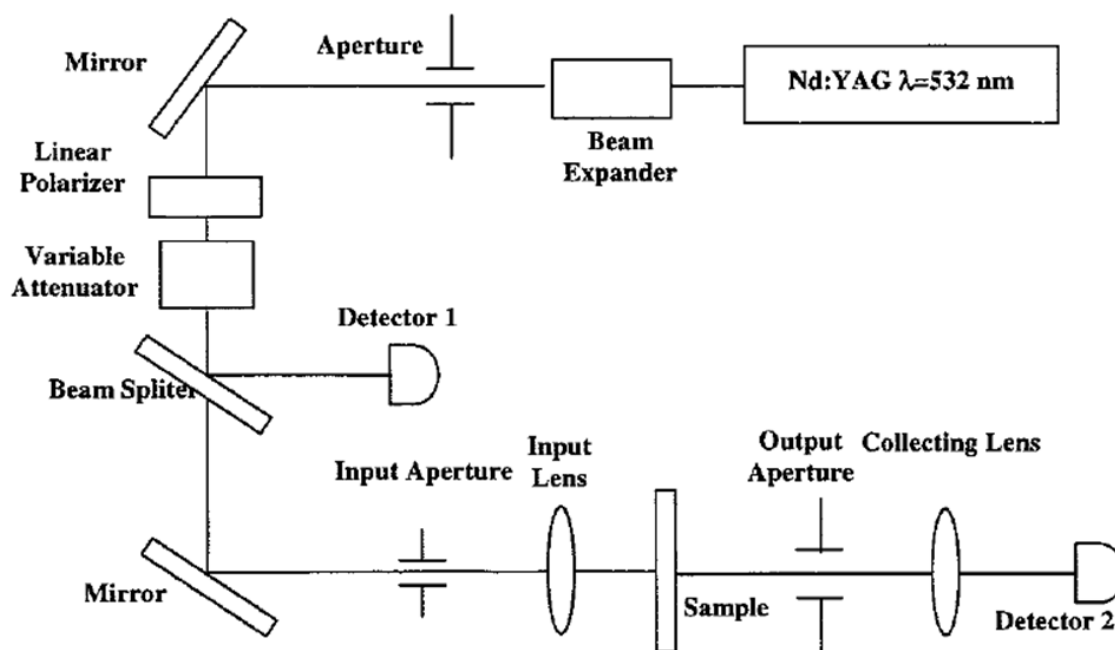 Mirror
Aperture
Nd:YAG λ=532 nm
Beam
Expander
Linear
Polarizer
Variable
Attenuator
Detector 1
Beam Spliter
Input Aperture
Input
Lens
Output
Aperture
Collecting Lens
Mirror
Sample
Detector 2